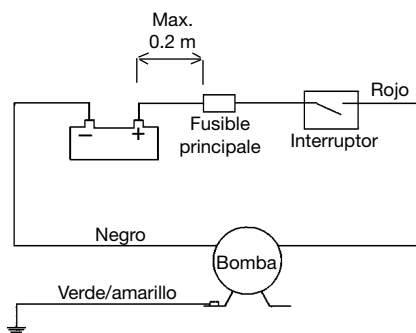 Max.
0.2 m
Rojo
−
+
Fusible
principale
Interruptor
Negro
Bomba
Verde/amarillo